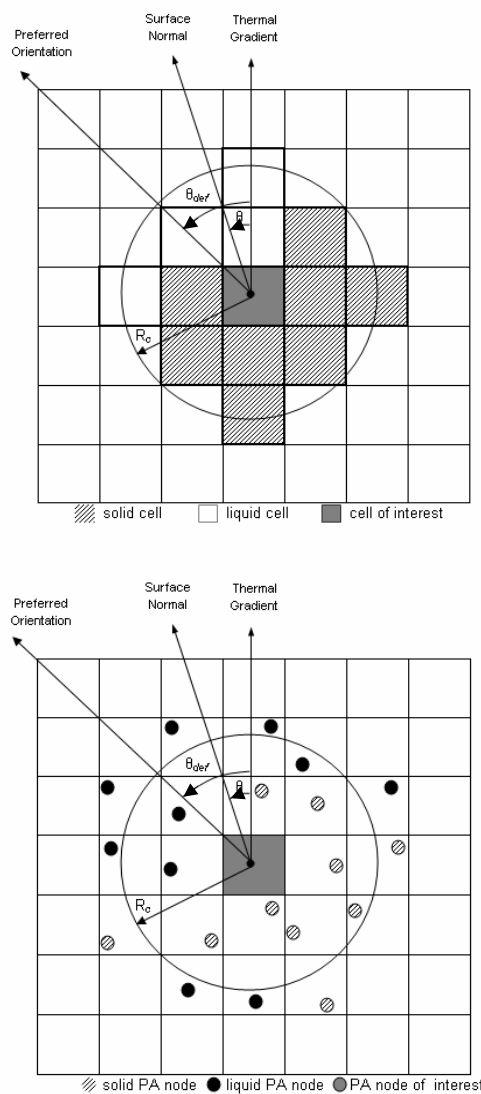 Preferred
Orientation
Surface
Normal
Thermal
Gradient
θdef
θ
Rc
solid cell
liquid cell
cell of interest
Preferred
Orientation
Surface
Normal
Thermal
Gradient
θdef
θ
Rc
solid PA node
liquid PA node
PA node of interest